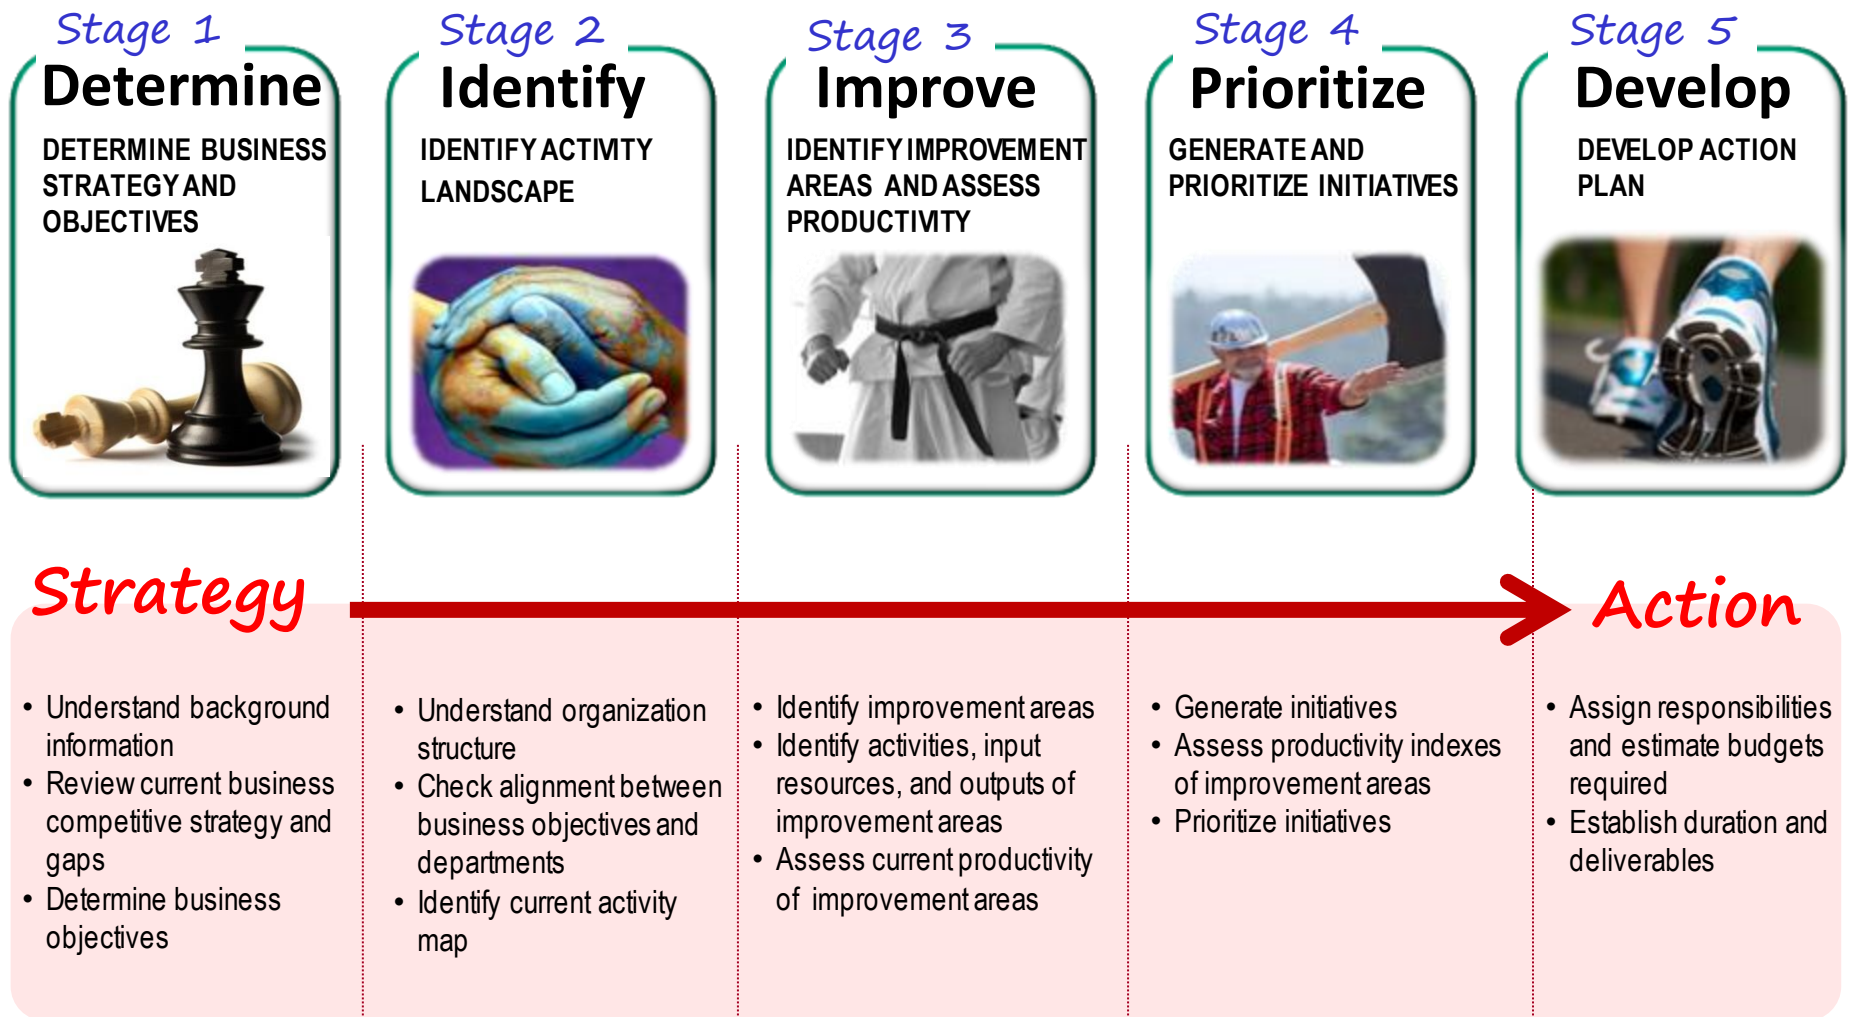 Stage 1
Determine
DETERMINE BUSINESS
STRATEGY AND
OBJECTIVES
Stage 2
Identify
IDENTIFY ACTIVITY
LANDSCAPE
Stage 3
Improve
IDENTIFY IMPROVEMENT
AREAS AND ASSESS
PRODUCTIVITY
Stage 4
Prioritize
GENERATE AND
PRIORITIZE INITIATIVES
Stage 5
Develop
DEVELOP ACTION
PLAN
Strategy
Action
• Understand background
information
• Review current business
competitive strategy and
gaps
• Determine business
objectives
• Understand organization
structure
• Check alignment between
business objectives and
departments
• Identify current activity
map
• Identify improvement areas
• Identify activities, input
resources, and outputs of
improvement areas
• Assess current productivity
of improvement areas
• Generate initiatives
• Assess productivity indexes
of improvement areas
• Prioritize initiatives
• Assign responsibilities
and estimate budgets
required
• Establish duration and
deliverables